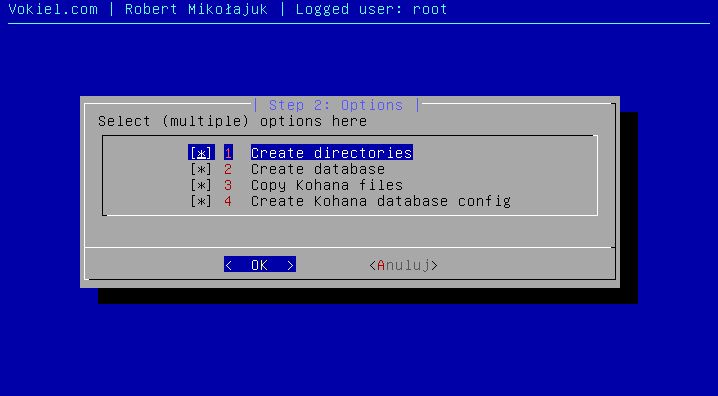 Vokiel.com | Robert Mikołajuk | Logged user: root
| Step 2: Options |
Select (multiple) options here
[*] 1 Create directories
[*] 2 Create database
[*] 3 Copy Kohana files
[*] 4 Create Kohana database config
< OK > <Anuluj>